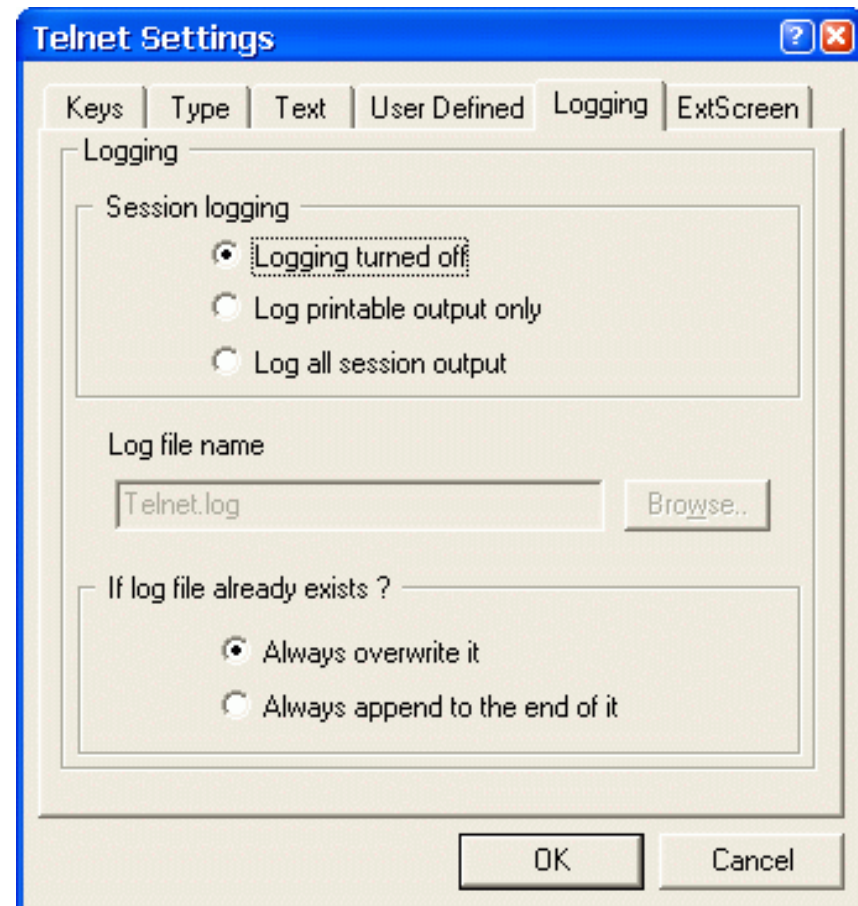 Telnet Settings
Keys Type Text User Defined Logging ExtScreen
Logging
Session logging
Logging turned off
Log printable output only
Log all session output
Log file name
Telnet.log Browse..
If log file already exists ?
Always overwrite it
Always append to the end of it
OK Cancel